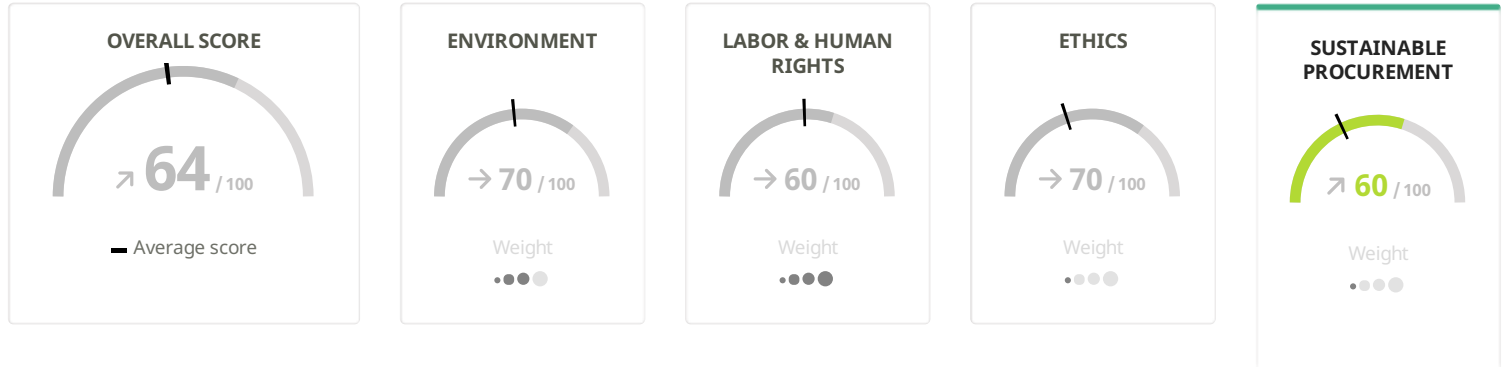 OVERALL SCORE
64 / 100
Average score
ENVIRONMENT
70 / 100
Weight
LABOR & HUMAN
RIGHTS
60 / 100
Weight
ETHICS
70 / 100
Weight
SUSTAINABLE
PROCUREMENT
60 / 100
Weight